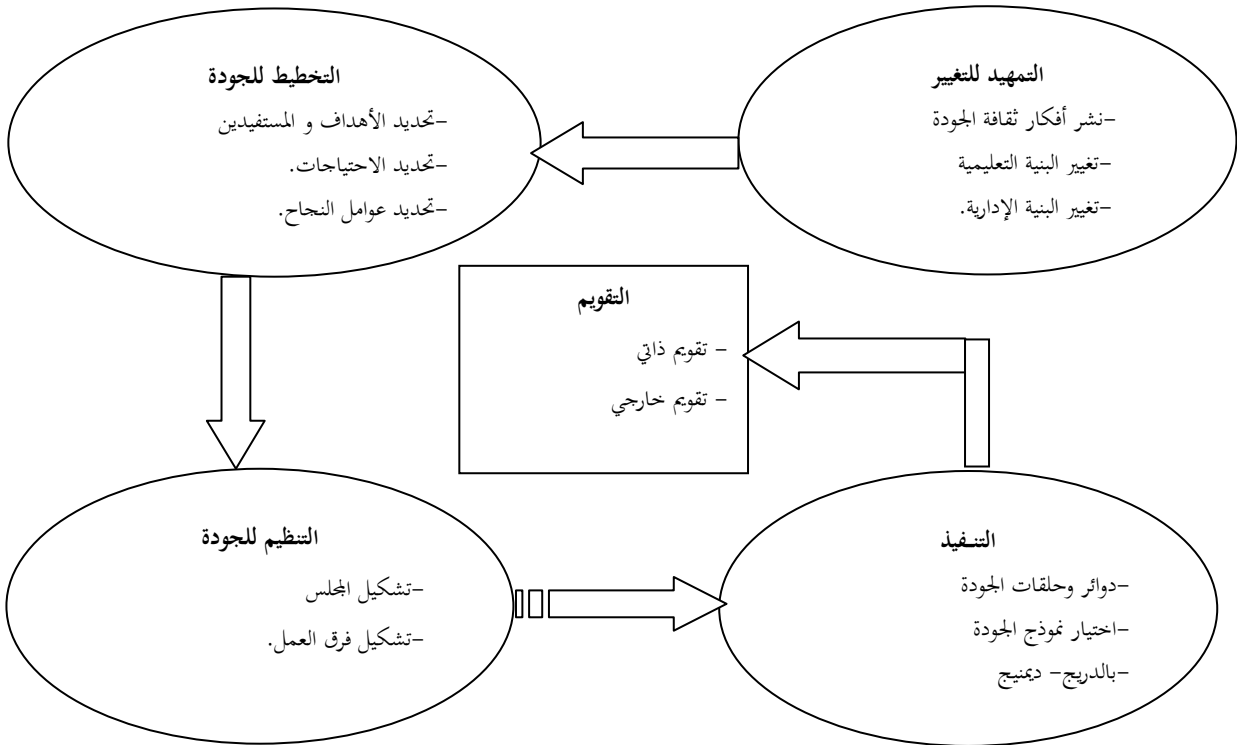 التمهيد للتغيير
-نشر أفكار ثقافة الجودة
-تغيير البنية التعليمية
-تغيير البنية الإدارية.
التخطيط للجودة
-تحديد الأهداف و المستفيدين
-تحديد الاحتياجات.
-تحديد عوامل النجاح.
التنظيم للجودة
-تشكيل المجلس
-تشكيل فرق العمل.
التنـفيذ
-دوائر وحلقات الجودة
-اختيار نموذج الجودة
-بالدريج- ديمنيج
التقويم
- تقويم ذاتي
- تقويم خارجي